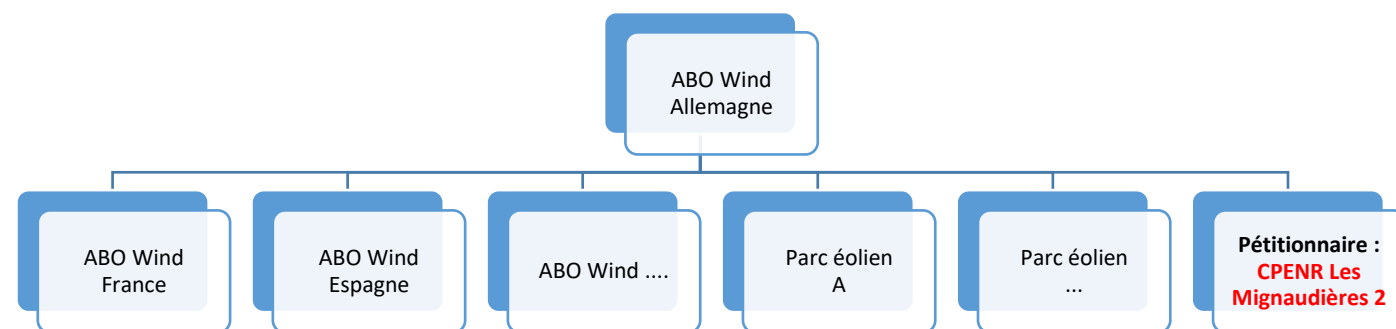 ABO Wind
Allemagne
ABO Wind
France
ABO Wind
Espagne
ABO Wind ....
Parc éolien
A
Parc éolien
...
Pétitionnaire :
CPENR Les
Mignaudières 2